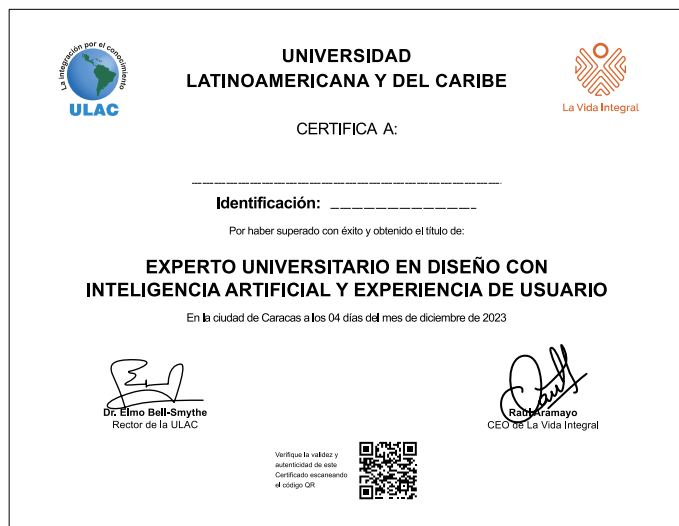 La integración por el conocimiento
ULAC
UNIVERSIDAD
LATINOAMERICANA Y DEL CARIBE
La Vida Integral
CERTIFICA A:
Identificación:
Por haber superado con éxito y obtenido el título de:
EXPERTO UNIVERSITARIO EN DISEÑO CON
INTELIGENCIA ARTIFICIAL Y EXPERIENCIA DE USUARIO
En la ciudad de Caracas a los 04 días del mes de diciembre de 2023
Dr. Elmo Bell-Smythe
Rector de la ULAC
Raúl Aramayo
CEO de La Vida Integral
Verifique la validez y
autenticidad de este
Certificado escaneando
el código QR